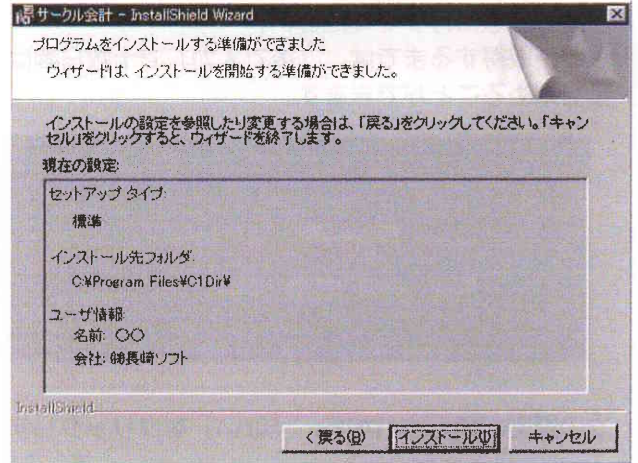 サークル会計 - InstallShield Wizard
プログラムをインストールする準備ができました
ウィザードは、インストールを開始する準備ができました。
インストールの設定を参照したり変更する場合は、「戻る」をクリックしてください。「キャン
セル」をクリックすると、ウィザードを終了します。
現在の設定:
セットアップ タイプ:
標準
インストール先フォルダ:
C:¥Program Files¥C1Dir¥
ユーザ情報:
名前: 〇〇
会社: ㈱長崎ソフト
InstallShield
< 戻る(B)
インストール(I)
キャンセル